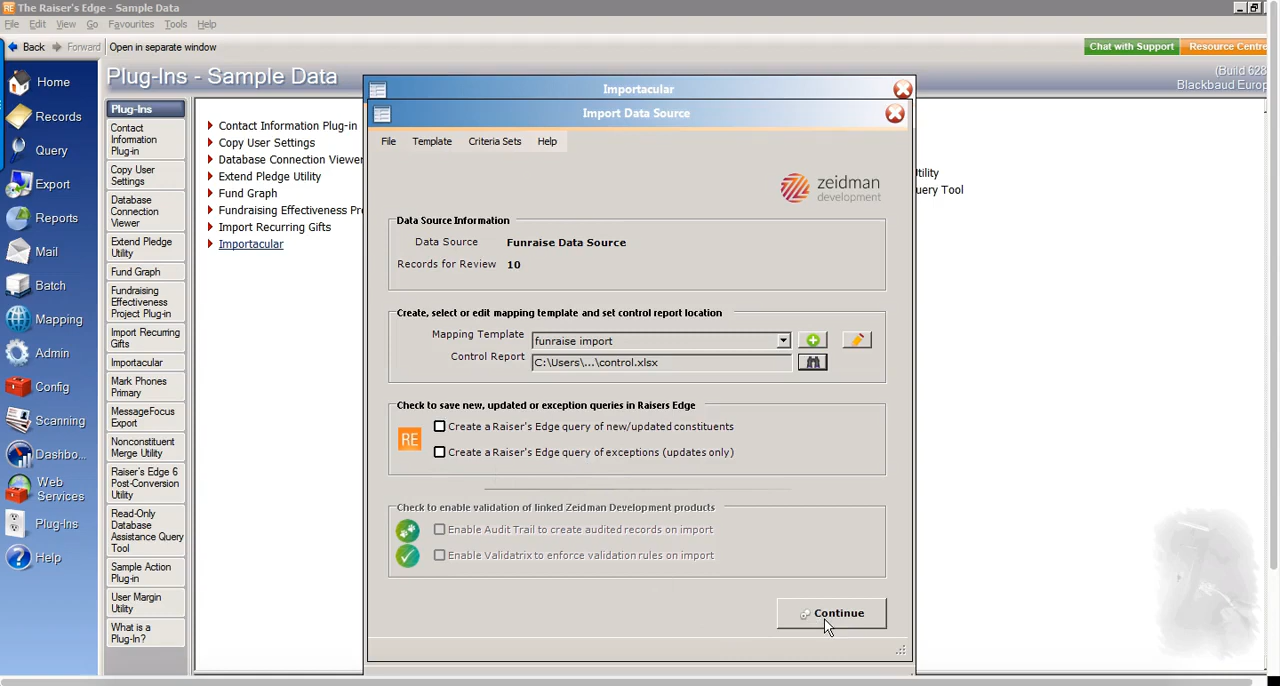 RE The Raiser's Edge - Sample Data
File Edit View Go Favourites Tools Help
Back Forward Open in separate window Chat with Support Resource Centre
Plug-Ins - Sample Data
(Build 628
Blackbaud Europ
Home
Records
Query
Export
Reports
Mail
Batch
Mapping
Admin
Config
Scanning
Dashbo...
Web
Services
Plug-Ins
Help
Plug-Ins
Contact
Information
Plug-in
Copy User
Settings
Database
Connection
Viewer
Extend Pledge
Utility
Fund Graph
Fundraising
Effectiveness
Project Plug-in
Import Recurring
Gifts
Importacular
Mark Phones
Primary
MessageFocus
Export
Nonconstituent
Merge Utility
Raiser's Edge 6
Post-Conversion
Utility
Read-Only
Database
Assistance Query
Tool
Sample Action
Plug-in
User Margin
Utility
What is a
Plug-In?
Contact Information Plug-in
Copy User Settings
Database Connection Viewer
Extend Pledge Utility
Fund Graph
Fundraising Effectiveness Pr
Import Recurring Gifts
Importacular
tility
ery Tool
Importacular
Import Data Source
File Template Criteria Sets Help
zeidman
development
Data Source Information
Data Source Funraise Data Source
Records for Review 10
Create, select or edit mapping template and set control report location
Mapping Template funraise import
Control Report C:\Users\...\control.xlsx
Check to save new, updated or exception queries in Raisers Edge
RE
Create a Raiser's Edge query of new/updated constituents
Create a Raiser's Edge query of exceptions (updates only)
Check to enable validation of linked Zeidman Development products
Enable Audit Trail to create audited records on import
Enable Validatrix to enforce validation rules on import
Continue